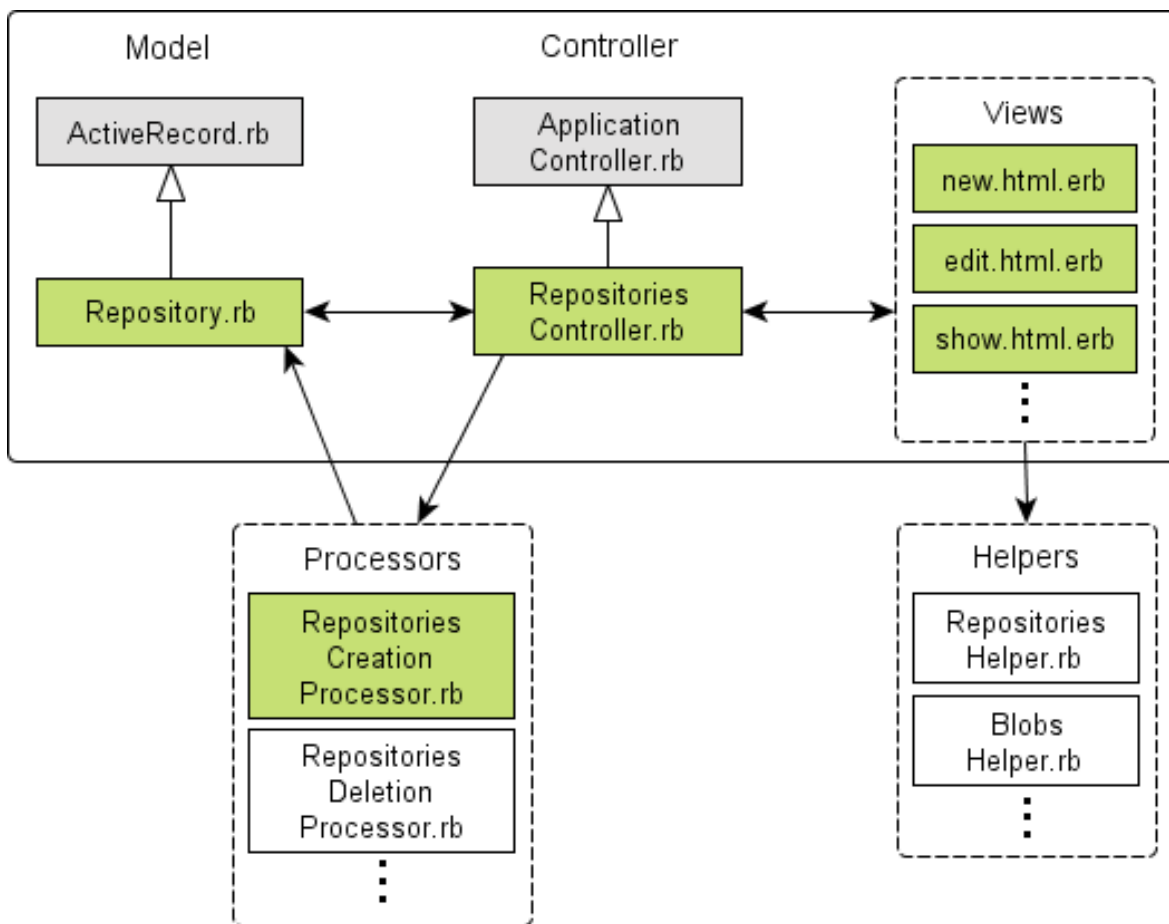 Model
Controller
ActiveRecord.rb
Application
Controller.rb
Views
new.html.erb
edit.html.erb
show.html.erb
Repository.rb
Repositories
Controller.rb
Processors
Repositories
Creation
Processor.rb
Repositories
Deletion
Processor.rb
Helpers
Repositories
Helper.rb
Blobs
Helper.rb